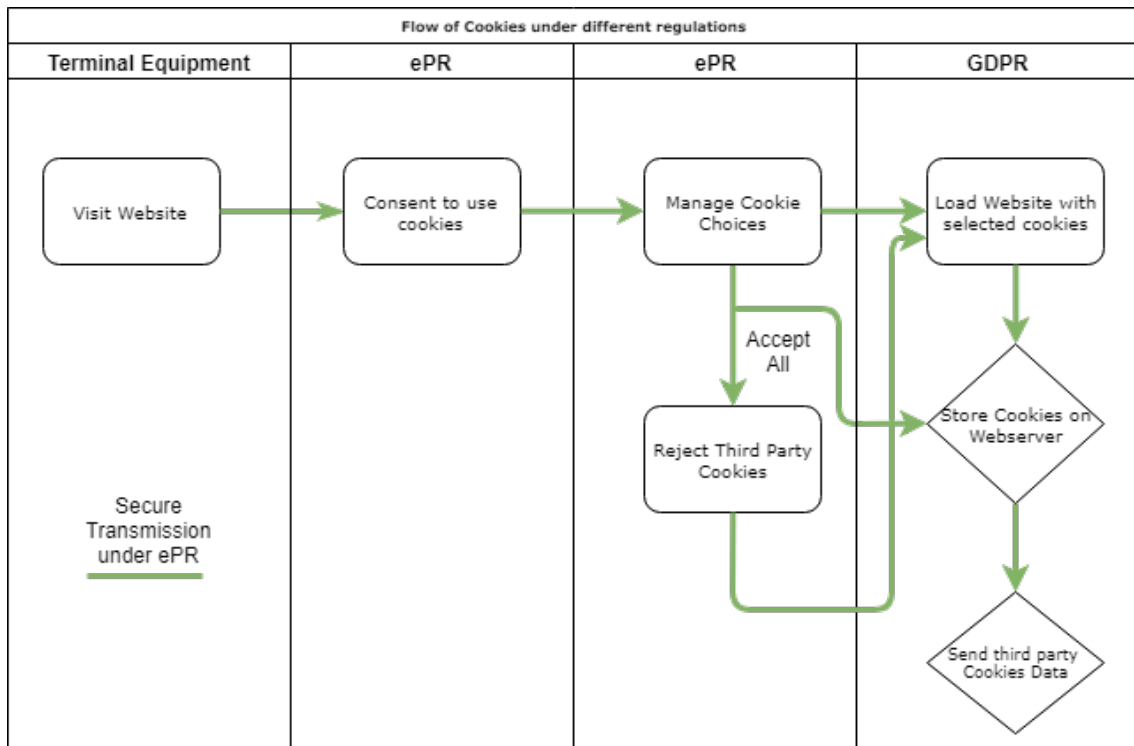 Flow of Cookies under different regulations
Terminal Equipment
ePR
ePR
GDPR
Visit Website
Consent to use
cookies
Manage Cookie
Choices
Load Website with
selected cookies
Accept
All
Store Cookies on
Webserver
Reject Third Party
Cookies
Secure
Transmission
under ePR
Send third party
Cookies Data